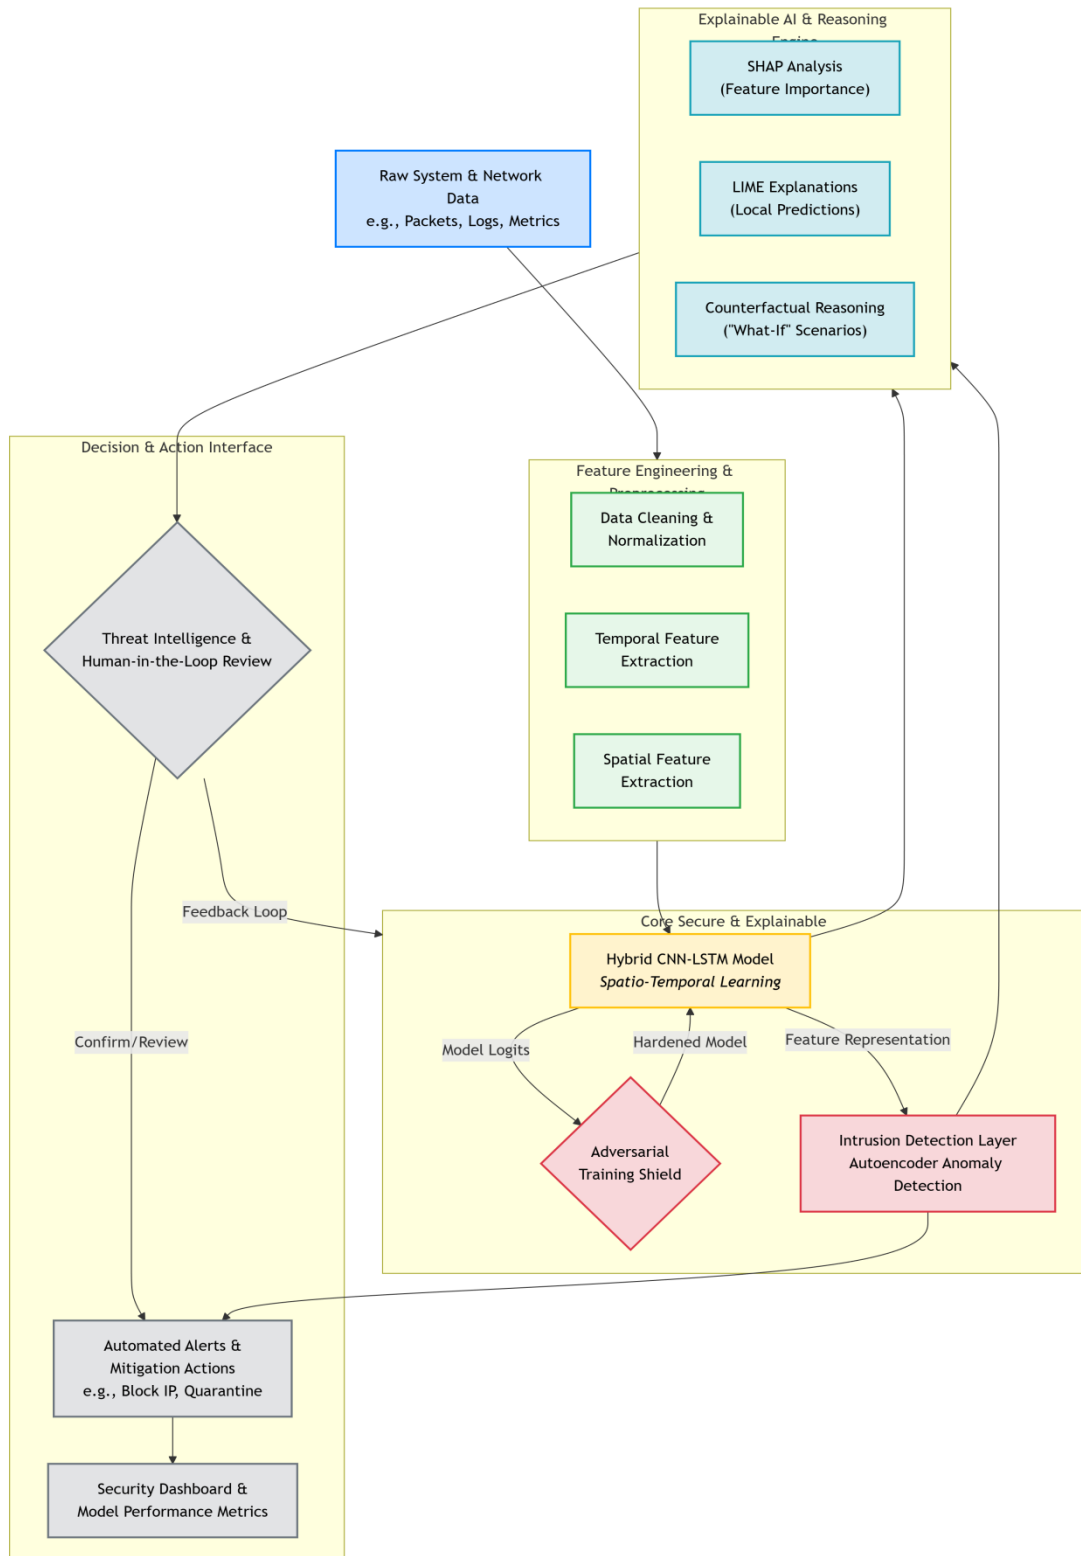 Explainable AI & Reasoning
Engine
SHAP Analysis
(Feature Importance)
LIME Explanations
(Local Predictions)
Counterfactual Reasoning
("What-If" Scenarios)
Raw System & Network
Data
e.g., Packets, Logs, Metrics
Decision & Action Interface
Threat Intelligence &
Human-in-the-Loop Review
Feature Engineering &
Preprocessing
Data Cleaning &
Normalization
Temporal Feature
Extraction
Spatial Feature
Extraction
Feedback Loop
Core Secure & Explainable
Hybrid CNN-LSTM Model
Spatio-Temporal Learning
Confirm/Review
Model Logits
Hardened Model
Feature Representation
Adversarial
Training Shield
Intrusion Detection Layer
Autoencoder Anomaly
Detection
Automated Alerts &
Mitigation Actions
e.g., Block IP, Quarantine
Security Dashboard &
Model Performance Metrics